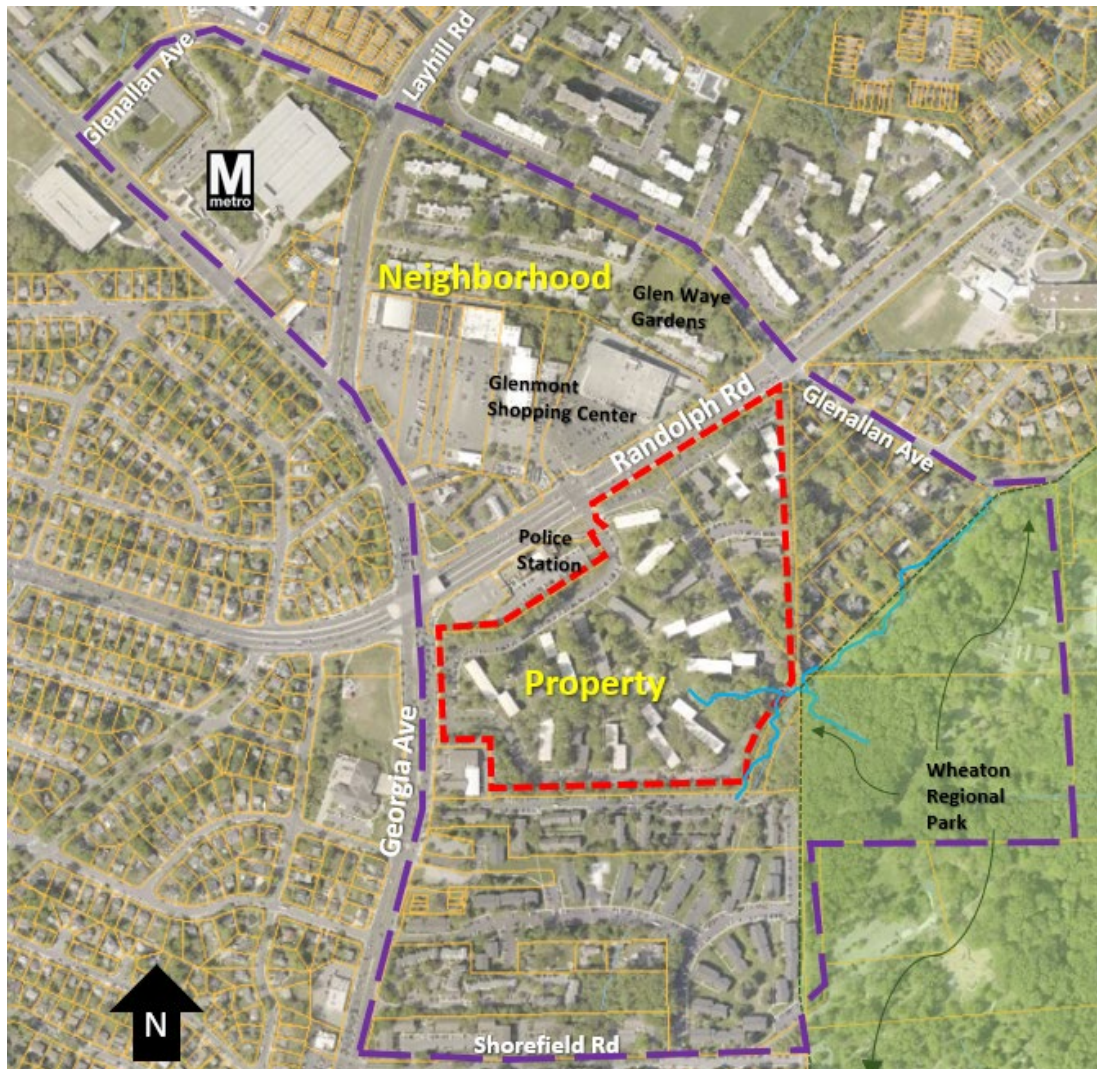 Glenallan Ave
Layhill Rd
M
metro
Neighborhood
Glen Waye
Gardens
Glenmont
Shopping Center
Randolph Rd
Glenallan Ave
Police
Station
Property
Georgia Ave
Wheaton
Regional
Park
N
Shorefield Rd